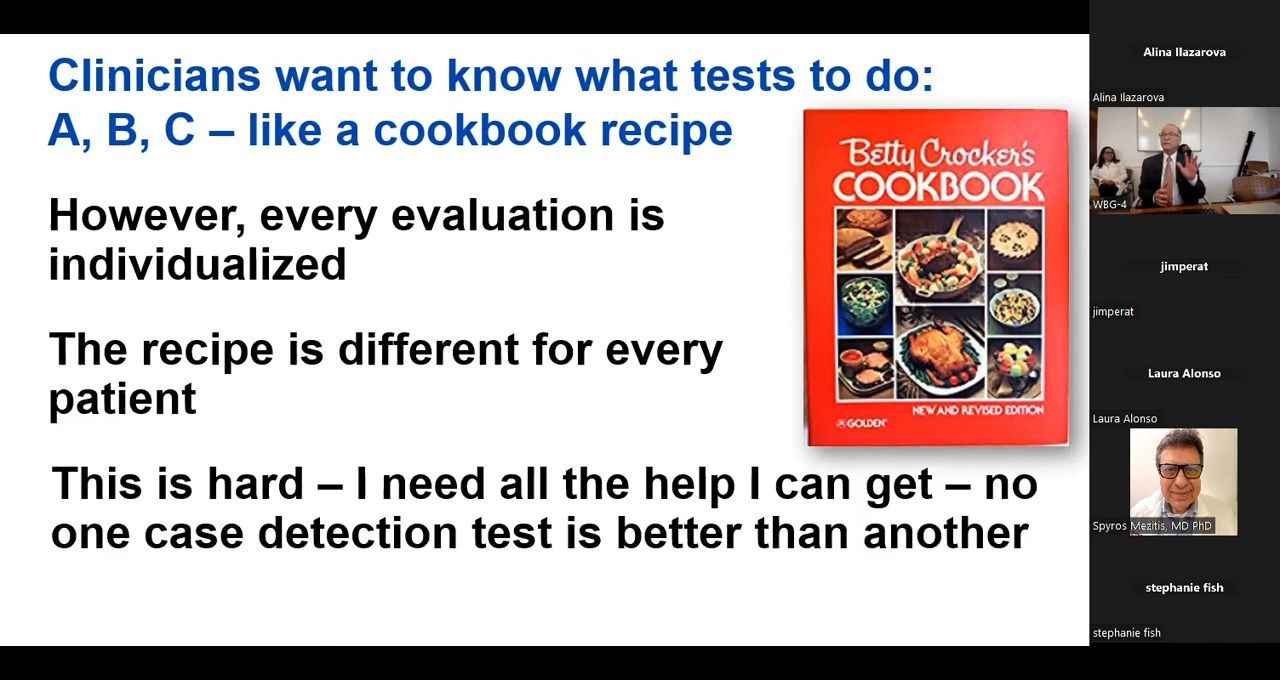 Clinicians want to know what tests to do:
A, B, C – like a cookbook recipe
However, every evaluation is
individualized
The recipe is different for every
patient
This is hard – I need all the help I can get – no
one case detection test is better than another
Betty Crocker's
COOKBOOK
NEW AND REVISED EDITION
GOLDEN
Alina Ilazarova
Alina Ilazarova
WBG-4
jimperat
jimperat
Laura Alonso
Laura Alonso
Spyros Mezitis, MD PhD
stephanie fish
stephanie fish